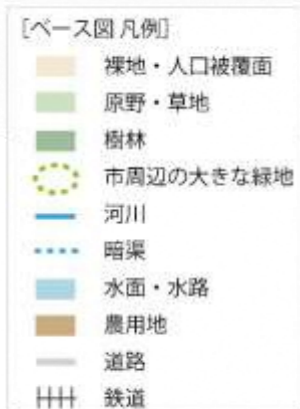 [ベース図 凡例]
裸地・人口被覆面
原野・草地
樹林
市周辺の大きな緑地
河川
暗渠
水面・水路
農用地
道路
鉄道